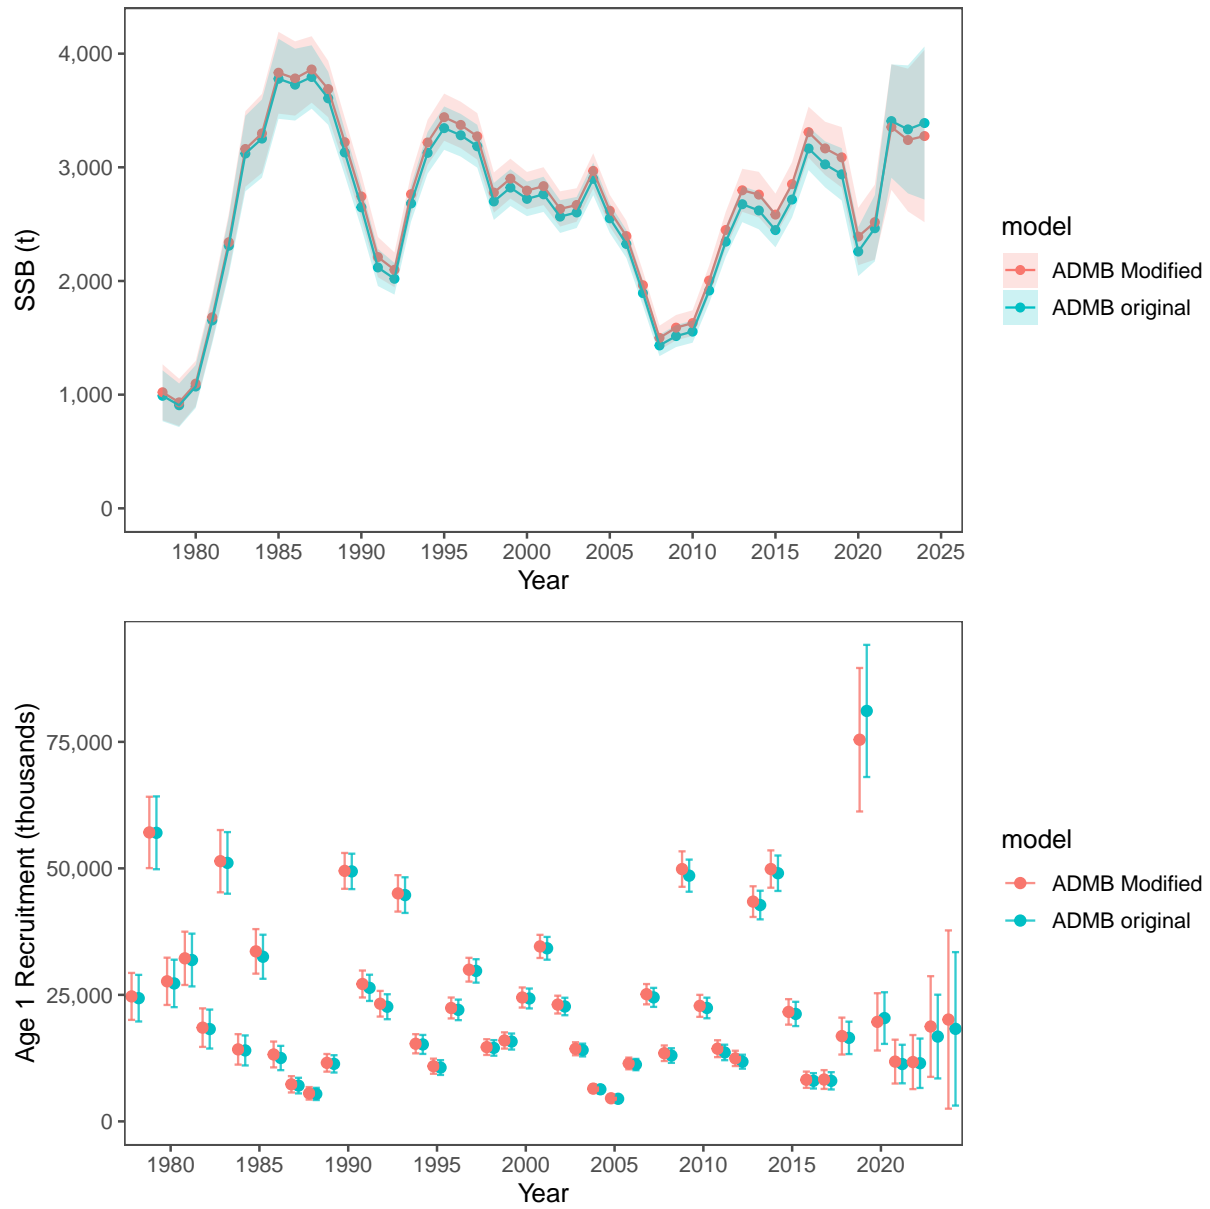 4,000
3,000
2,000
1,000
0
SSB (t)
1980 1985 1990 1995 2000 2005 2010 2015 2020 2025
Year
model
ADMB Modified
ADMB original
75,000
50,000
25,000
0
Age 1 Recruitment (thousands)
1980 1985 1990 1995 2000 2005 2010 2015 2020
Year
model
ADMB Modified
ADMB original